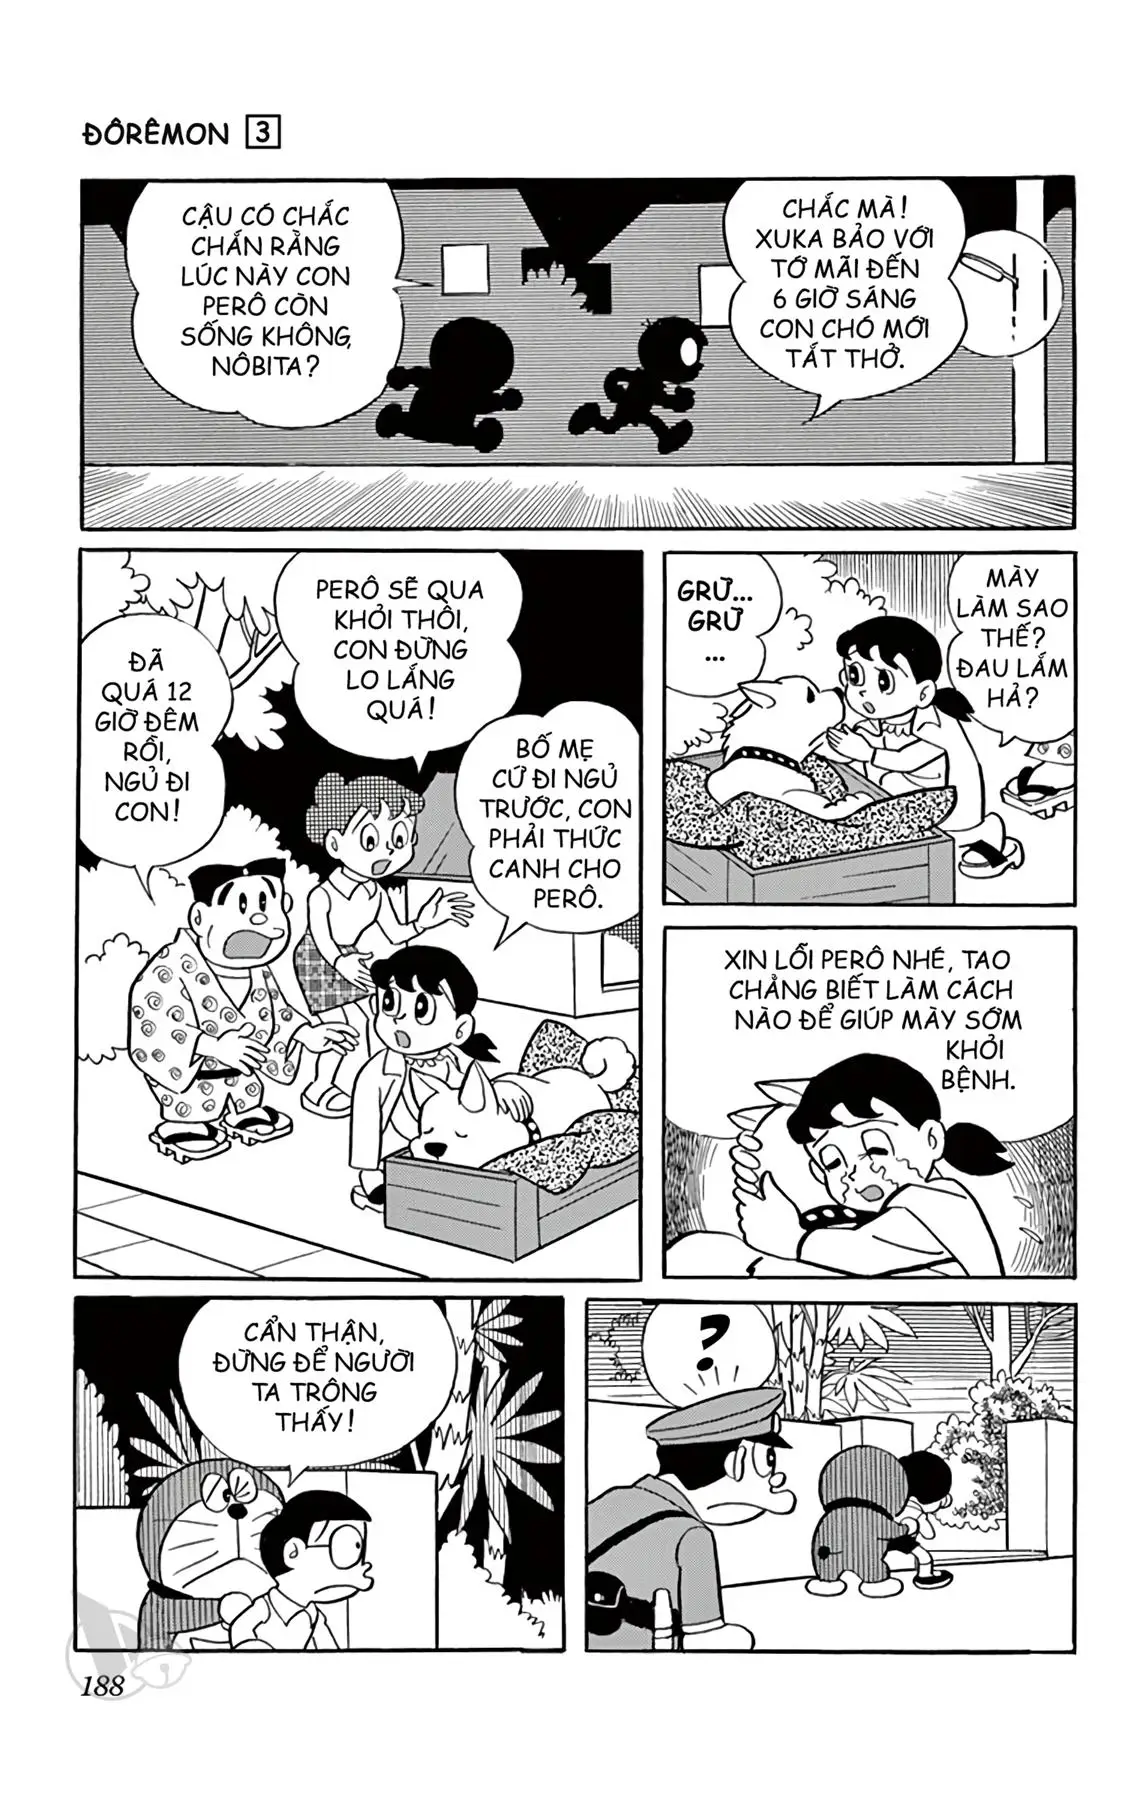 ĐÔRÊMON 3
CẬU CÓ CHẮC
CHẮN RẰNG
LÚC NÀY CON
PERÔ CÒN
SỐNG KHÔNG,
NÔBITA?
CHẮC MÀ!
XUKA BẢO VỚI
TỚ MÃI ĐẾN
6 GIỜ SÁNG
CON CHÓ MỚI
TẮT THỞ.
ĐÃ
QUÁ 12
GIỜ ĐÊM
RỒI,
NGỦ ĐI
CON!
PERÔ SẼ QUA
KHỎI THÔI,
CON ĐỪNG
LO LẮNG
QUÁ!
BỐ MẸ
CỨ ĐI NGỦ
TRƯỚC, CON
PHẢI THỨC
CANH CHO
PERÔ.
GRỪ...
GRỪ
...
MÀY
LÀM SAO
THẾ?
ĐAU LẮM
HẢ?
XIN LỖI PERÔ NHÉ, TAO
CHẲNG BIẾT LÀM CÁCH
NÀO ĐỂ GIÚP MÀY SỚM
KHỎI
BỆNH.
CẨN THẬN,
ĐỪNG ĐỂ NGƯỜI
TA TRÔNG
THẤY!
?
188